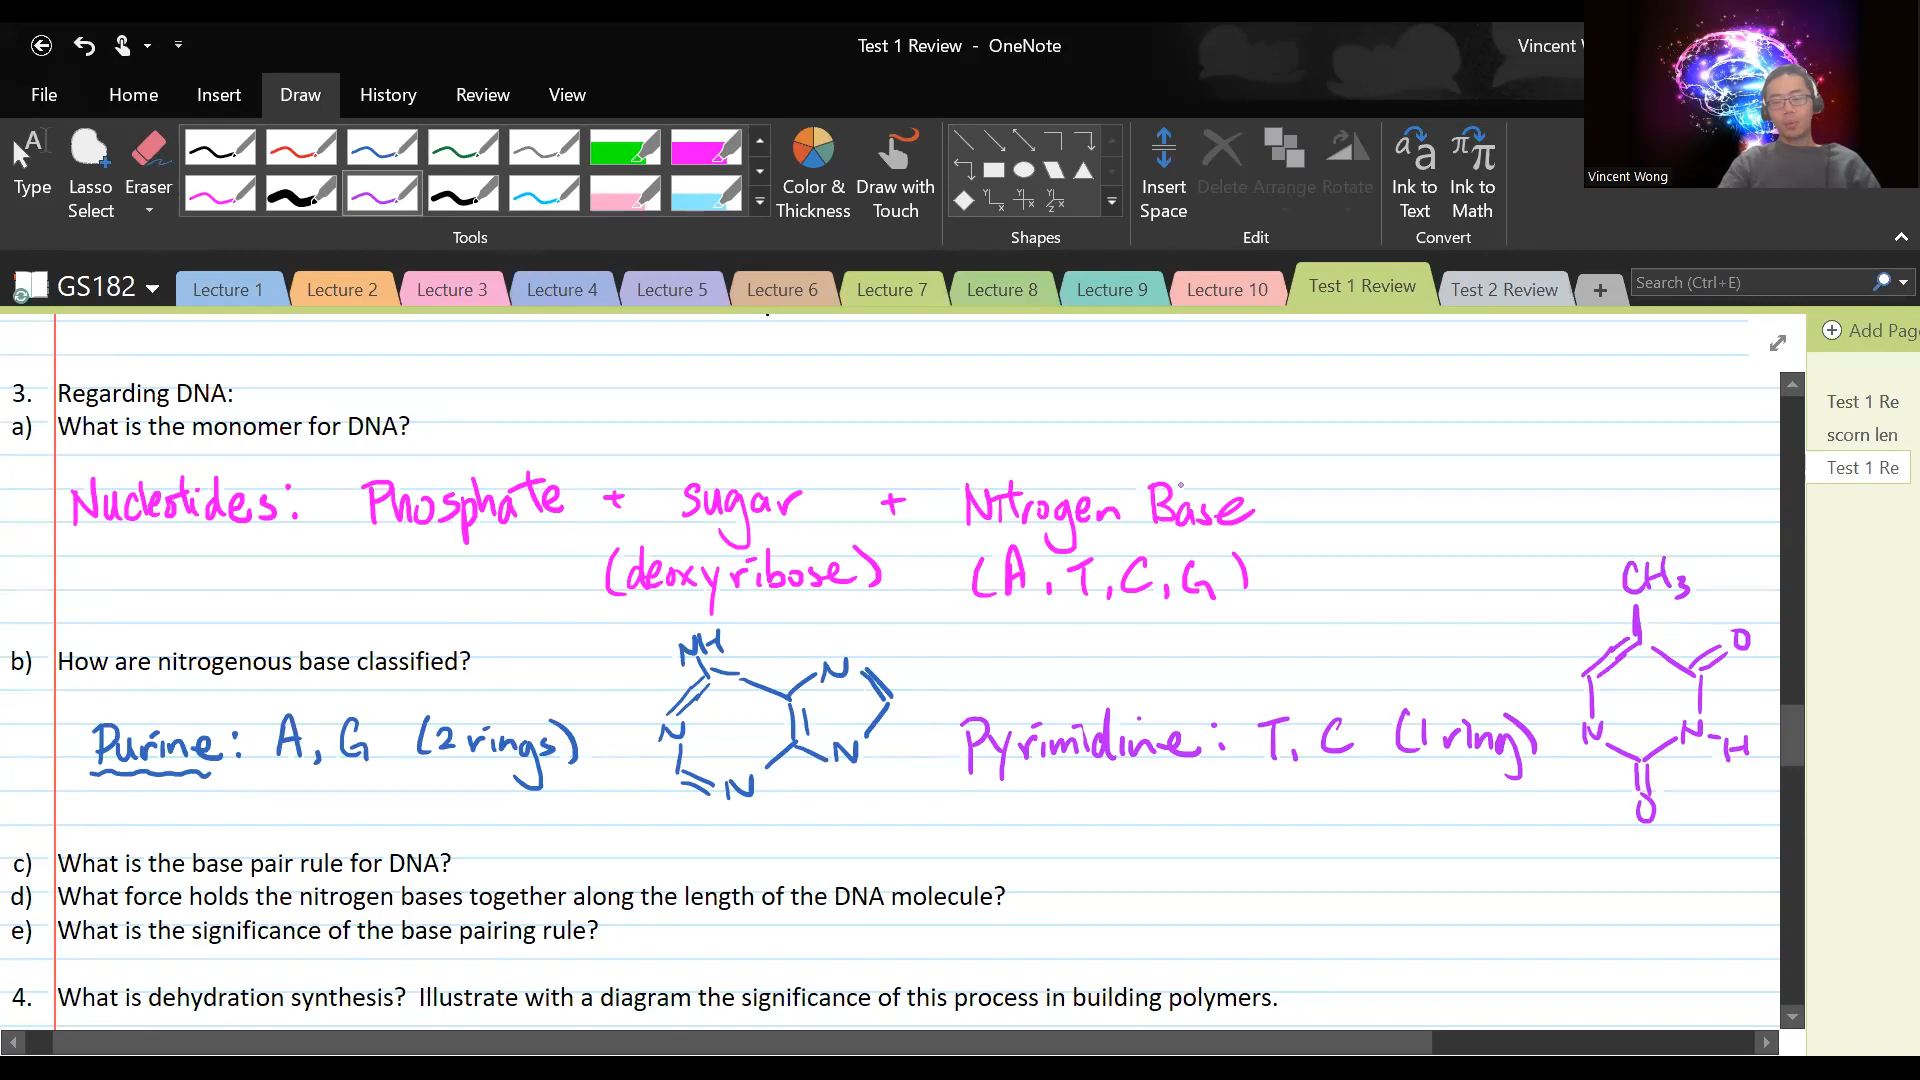 Test 1 Review - OneNote
Vincent W
File
Home
Insert
Draw
History
Review
View
Type
Lasso Select
Eraser
Color & Thickness
Draw with Touch
Insert Space
Delete
Arrange
Rotate
Ink to Text
Ink to Math
Tools
Shapes
Edit
Convert
Vincent Wong
GS182
Lecture 1
Lecture 2
Lecture 3
Lecture 4
Lecture 5
Lecture 6
Lecture 7
Lecture 8
Lecture 9
Lecture 10
Test 1 Review
Test 2 Review
+
Search (Ctrl+E)
Add Pag
Test 1 Re
scorn len
Test 1 Re
3. Regarding DNA:
a) What is the monomer for DNA?
Nucleotides: Phosphate + sugar + Nitrogen Base
(deoxyribose) (A, T, C, G)
CH3
O
b) How are nitrogenous base classified?
NH
N
N
N
N
Purine: A, G (2 rings)
Pyrimidine: T, C (1 ring)
N
N-H
O
c) What is the base pair rule for DNA?
d) What force holds the nitrogen bases together along the length of the DNA molecule?
e) What is the significance of the base pairing rule?
4. What is dehydration synthesis? Illustrate with a diagram the significance of this process in building polymers.